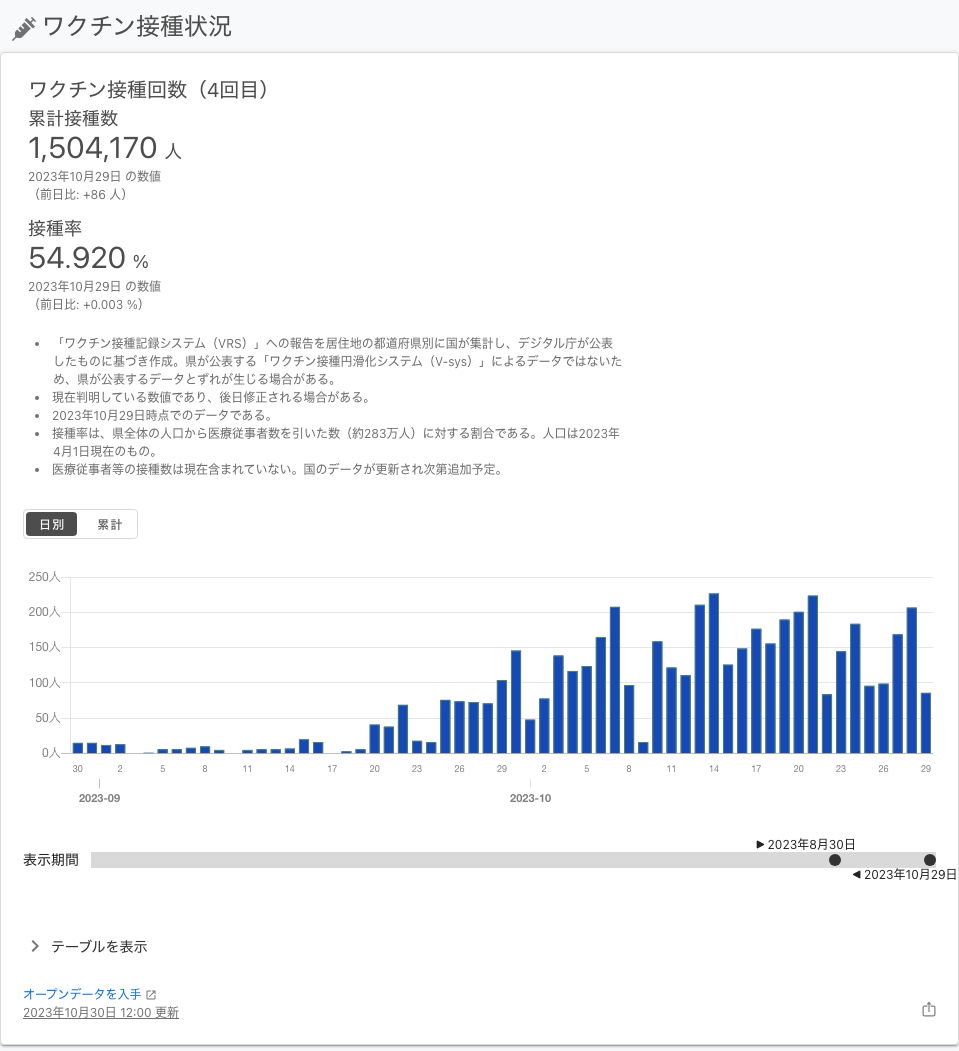 ワクチン接種状況
ワクチン接種回数（4回目）
累計接種数
1,504,170 人
2023年10月29日 の数値
（前日比: +86 人）
接種率
54.920 %
2023年10月29日 の数値
（前日比: +0.003 %）
• 「ワクチン接種記録システム（VRS）」への報告を居住地の都道府県別に国が集計し、デジタル庁が公表
したものに基づき作成。県が公表する「ワクチン接種円滑化システム（V-sys）」によるデータではないた
め、県が公表するデータとずれが生じる場合がある。
• 現在判明している数値であり、後日修正される場合がある。
• 2023年10月29日時点でのデータである。
• 接種率は、県全体の人口から医療従事者数を引いた数（約283万人）に対する割合である。人口は2023年
4月1日現在のもの。
• 医療従事者等の接種数は現在含まれていない。国のデータが更新され次第追加予定。
日別 累計
250人
200人
150人
100人
50人
0人
30 2 5 8 11 14 17 20 23 26 29 2 5 8 11 14 17 20 23 26 29
2023-09 2023-10
▶ 2023年8月30日
表示期間
◀ 2023年10月29日
テーブルを表示
オープンデータを入手
2023年10月30日 12:00 更新